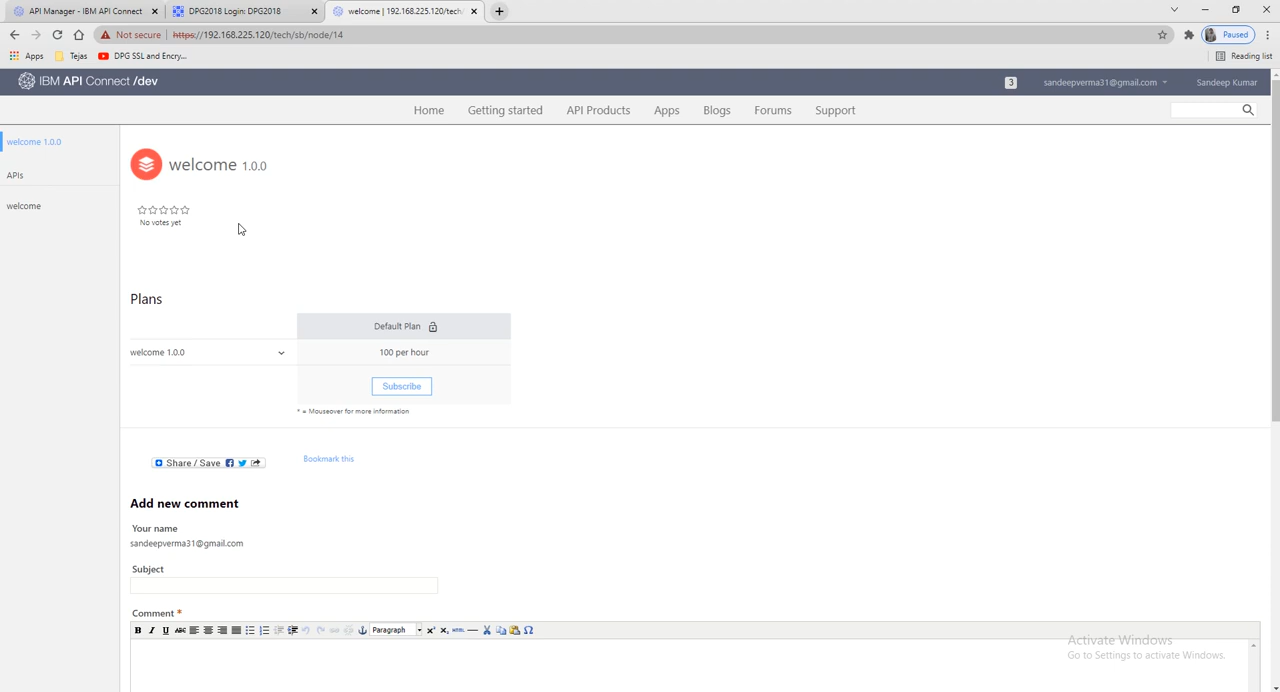 API Manager - IBM API Connect
DPG2018 Login: DPG2018
welcome | 192.168.225.120/tech/
Not secure
https://192.168.225.120/tech/sb/node/14
Paused
Apps
Tejas
DPG SSL and Encry...
Reading list
IBM API Connect /dev
3
sandeepverma31@gmail.com
Sandeep Kumar
Home
Getting started
API Products
Apps
Blogs
Forums
Support
welcome 1.0.0
APIs
welcome
welcome 1.0.0
No votes yet
Plans
Default Plan
welcome 1.0.0
100 per hour
Subscribe
* = Mouseover for more information
Share / Save
Bookmark this
Add new comment
Your name
sandeepverma31@gmail.com
Subject
Comment *
B I U ABC
Paragraph
HTML
Activate Windows
Go to Settings to activate Windows.